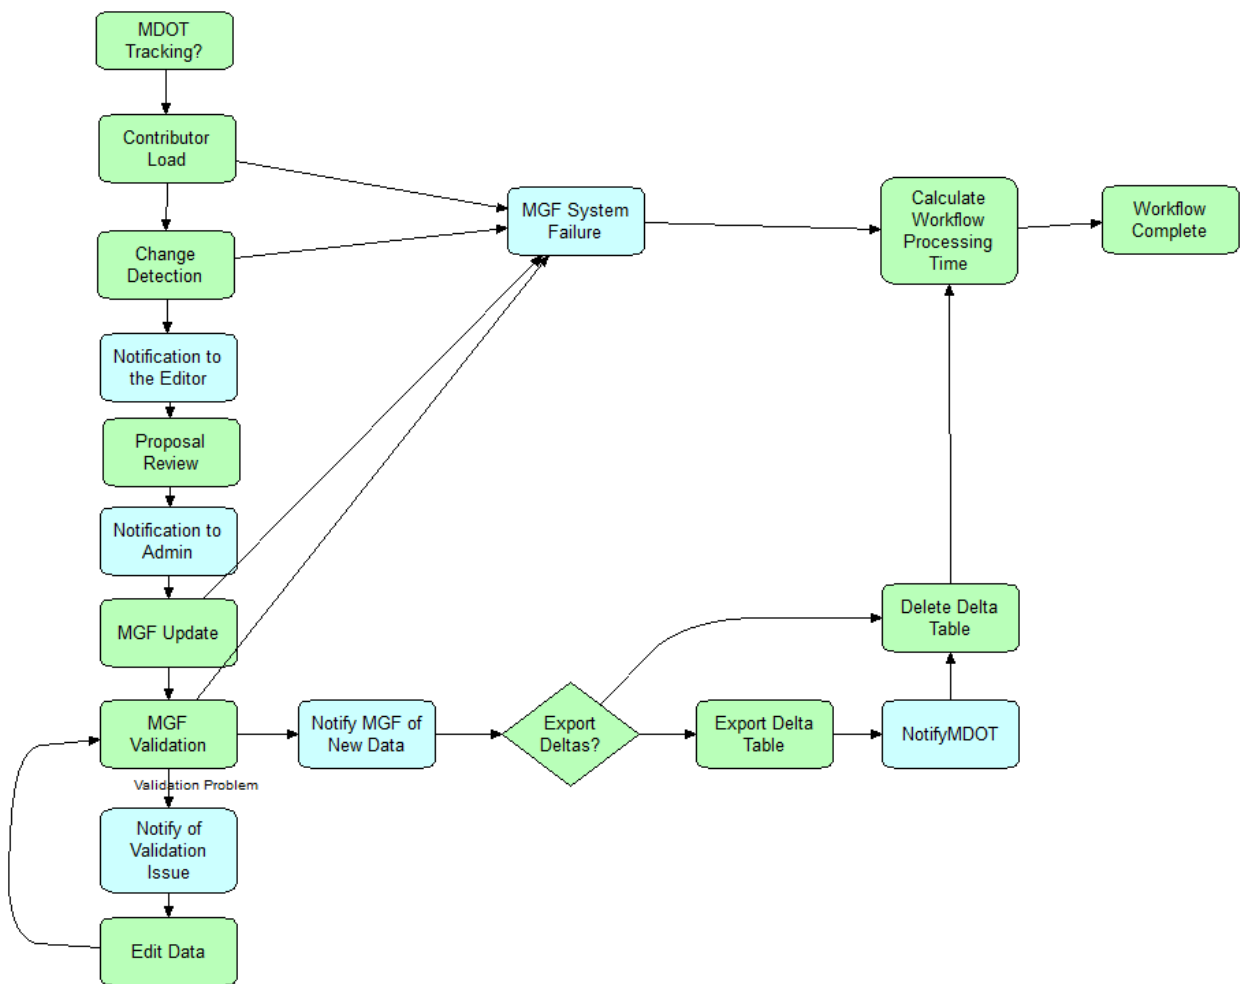 MDOT
Tracking?
Contributor
Load
Change
Detection
Notification to
the Editor
Proposal
Review
Notification to
Admin
MGF Update
MGF
Validation
Validation Problem
Notify of
Validation
Issue
Edit Data
MGF System
Failure
Notify MGF of
New Data
Export
Deltas?
Export Delta
Table
NotifyMDOT
Delete Delta
Table
Calculate
Workflow
Processing
Time
Workflow
Complete